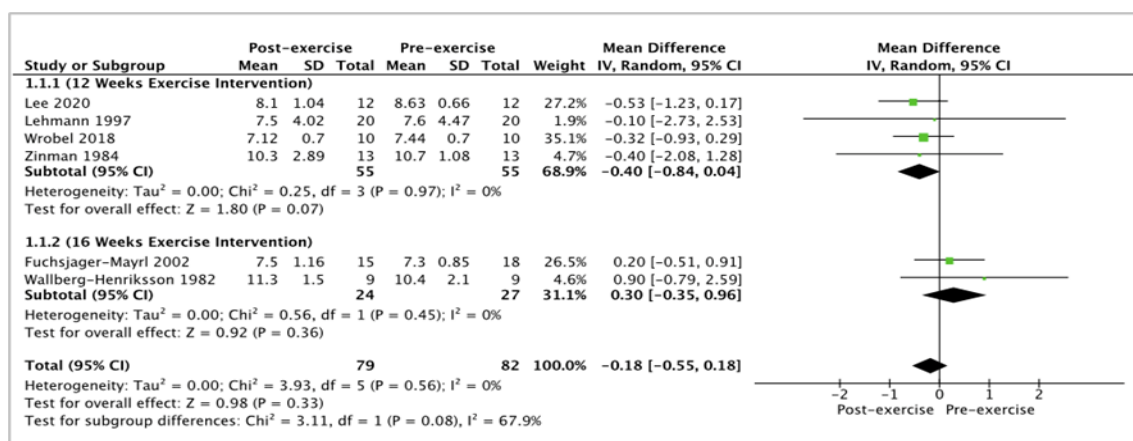 Post-exercise Pre-exercise Mean Difference Mean Difference
Study or Subgroup Mean SD Total Mean SD Total Weight IV, Random, 95% CI IV, Random, 95% CI
1.1.1 (12 Weeks Exercise Intervention)
Lee 2020 8.1 1.04 12 8.63 0.66 12 27.2% −0.53 [−1.23, 0.17]
Lehmann 1997 7.5 4.02 20 7.6 4.47 20 1.9% −0.10 [−2.73, 2.53]
Wrobel 2018 7.12 0.7 10 7.44 0.7 10 35.1% −0.32 [−0.93, 0.29]
Zinman 1984 10.3 2.89 13 10.7 1.08 13 4.7% −0.40 [−2.08, 1.28]
Subtotal (95% CI) 55 55 68.9% −0.40 [−0.84, 0.04]
Heterogeneity: Tau² = 0.00; Chi² = 0.25, df = 3 (P = 0.97); I² = 0%
Test for overall effect: Z = 1.80 (P = 0.07)
1.1.2 (16 Weeks Exercise Intervention)
Fuchsjager-Mayrl 2002 7.5 1.16 15 7.3 0.85 18 26.5% 0.20 [−0.51, 0.91]
Wallberg-Henriksson 1982 11.3 1.5 9 10.4 2.1 9 4.6% 0.90 [−0.79, 2.59]
Subtotal (95% CI) 24 27 31.1% 0.30 [−0.35, 0.96]
Heterogeneity: Tau² = 0.00; Chi² = 0.56, df = 1 (P = 0.45); I² = 0%
Test for overall effect: Z = 0.92 (P = 0.36)
Total (95% CI) 79 82 100.0% −0.18 [−0.55, 0.18]
Heterogeneity: Tau² = 0.00; Chi² = 3.93, df = 5 (P = 0.56); I² = 0%
Test for overall effect: Z = 0.98 (P = 0.33)
Test for subgroup differences: Chi² = 3.11, df = 1 (P = 0.08), I² = 67.9%
−2 −1 0 1 2
Post-exercise Pre-exercise